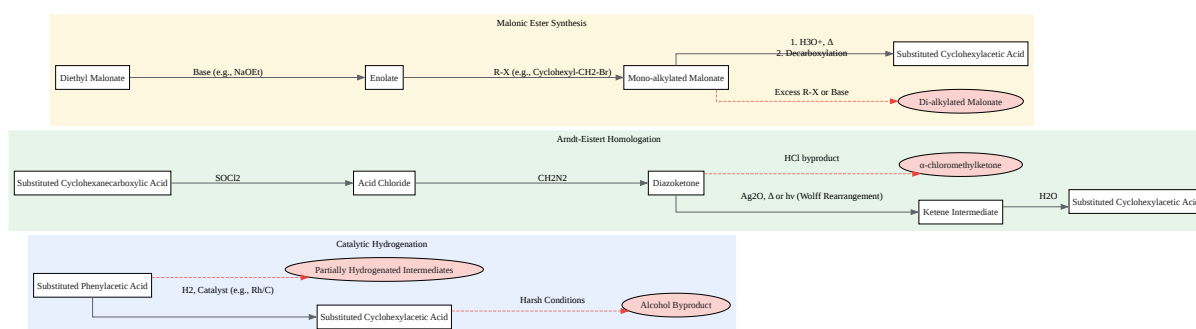 Malonic Ester Synthesis
Diethyl Malonate
Base (e.g., NaOEt)
Enolate
R-X (e.g., Cyclohexyl-CH2-Br)
Mono-alkylated Malonate
1. H3O+, Δ
2. Decarboxylation
Substituted Cyclohexylacetic Acid
Excess R-X or Base
Di-alkylated Malonate
Arndt-Eistert Homologation
Substituted Cyclohexanecarboxylic Acid
SOCl2
Acid Chloride
CH2N2
Diazoketone
HCl byproduct
α-chloromethylketone
Ag2O, Δ or hν (Wolff Rearrangement)
Ketene Intermediate
H2O
Substituted Cyclohexylacetic Acid
Catalytic Hydrogenation
Substituted Phenylacetic Acid
H2, Catalyst (e.g., Rh/C)
Partially Hydrogenated Intermediates
Substituted Cyclohexylacetic Acid
Harsh Conditions
Alcohol Byproduct